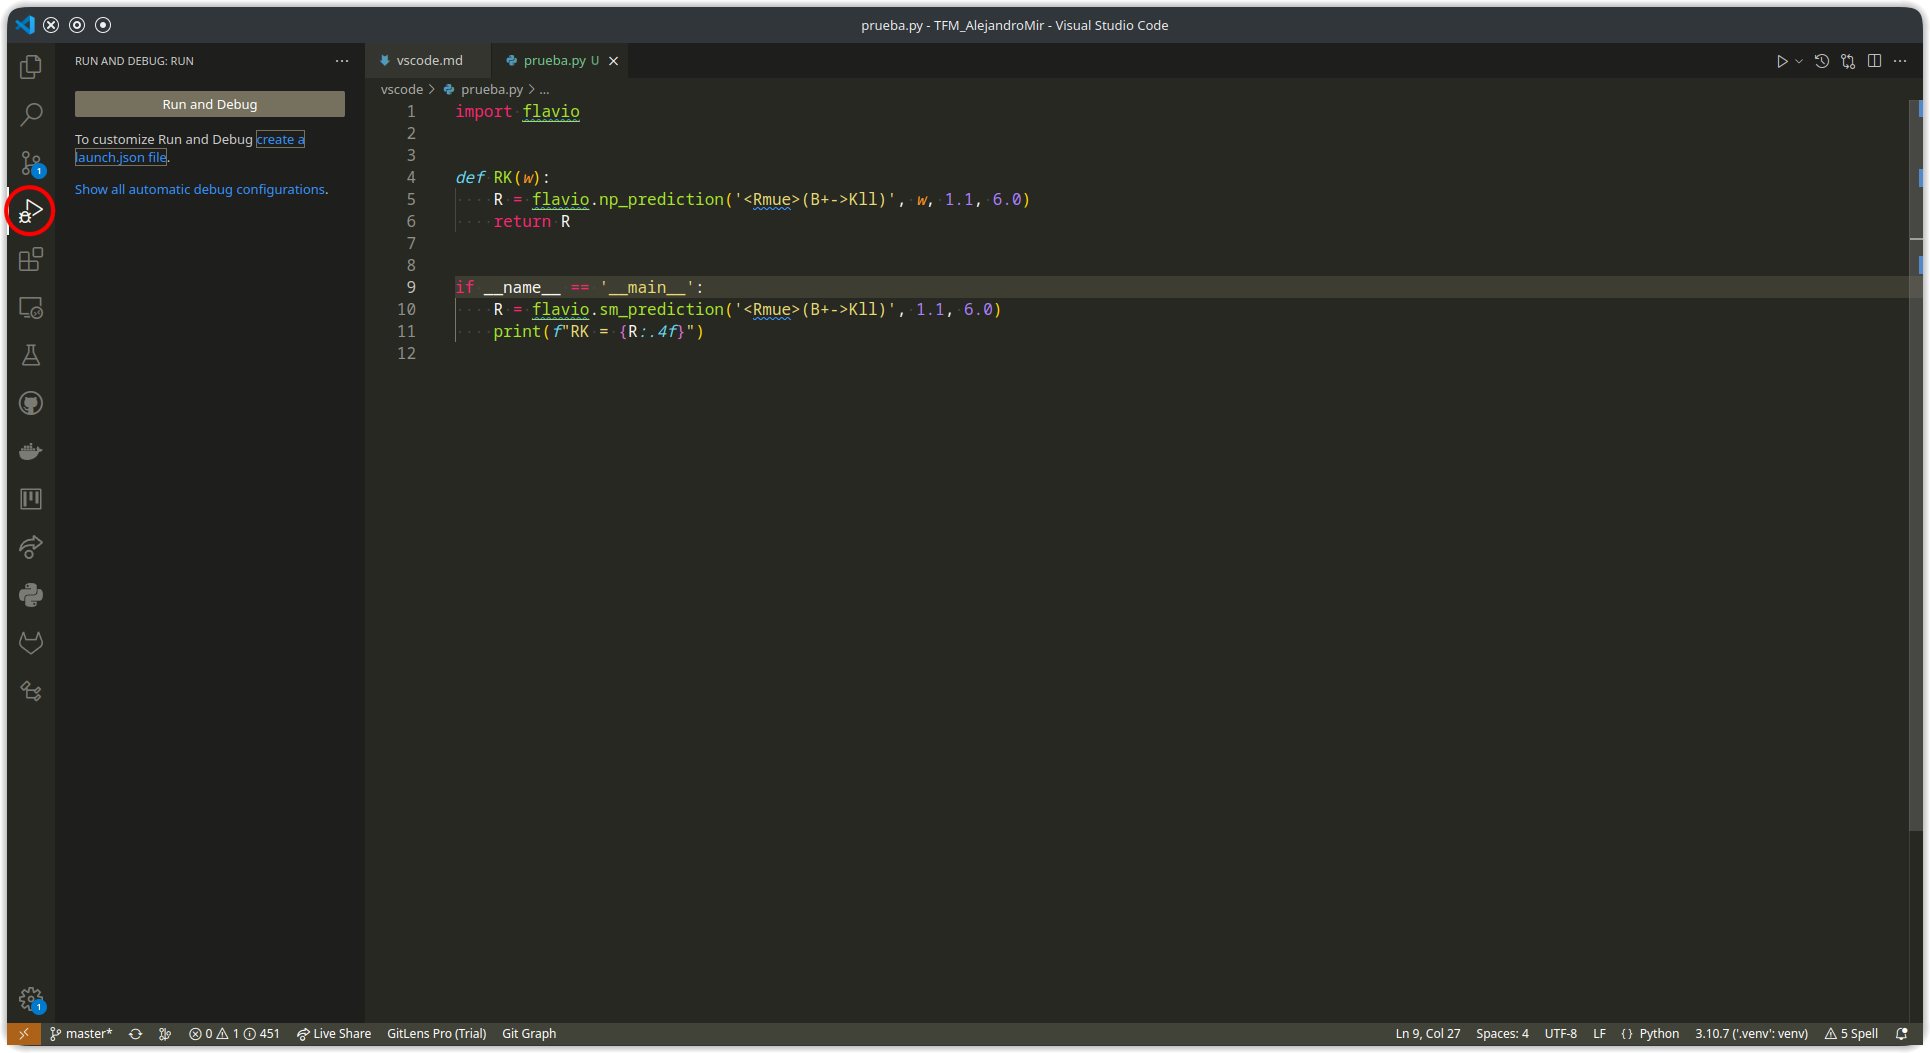 prueba.py - TFM_AlejandroMir - Visual Studio Code
RUN AND DEBUG: RUN
Run and Debug
To customize Run and Debug create a
launch.json file.
Show all automatic debug configurations.
1
1
vscode.md
prueba.py U
vscode > prueba.py > ...
1 import flavio
2
3
4 def RK(w):
5     R = flavio.np_prediction('<Rmue>(B+->Kll)', w, 1.1, 6.0)
6     return R
7
8
9 if __name__ == '__main__':
10     R = flavio.sm_prediction('<Rmue>(B+->Kll)', 1.1, 6.0)
11     print(f"RK = {R:.4f}")
12
master* 0 1 451 Live Share GitLens Pro (Trial) Git Graph Ln 9, Col 27 Spaces: 4 UTF-8 LF {} Python 3.10.7 ('.venv': venv) 5 Spell